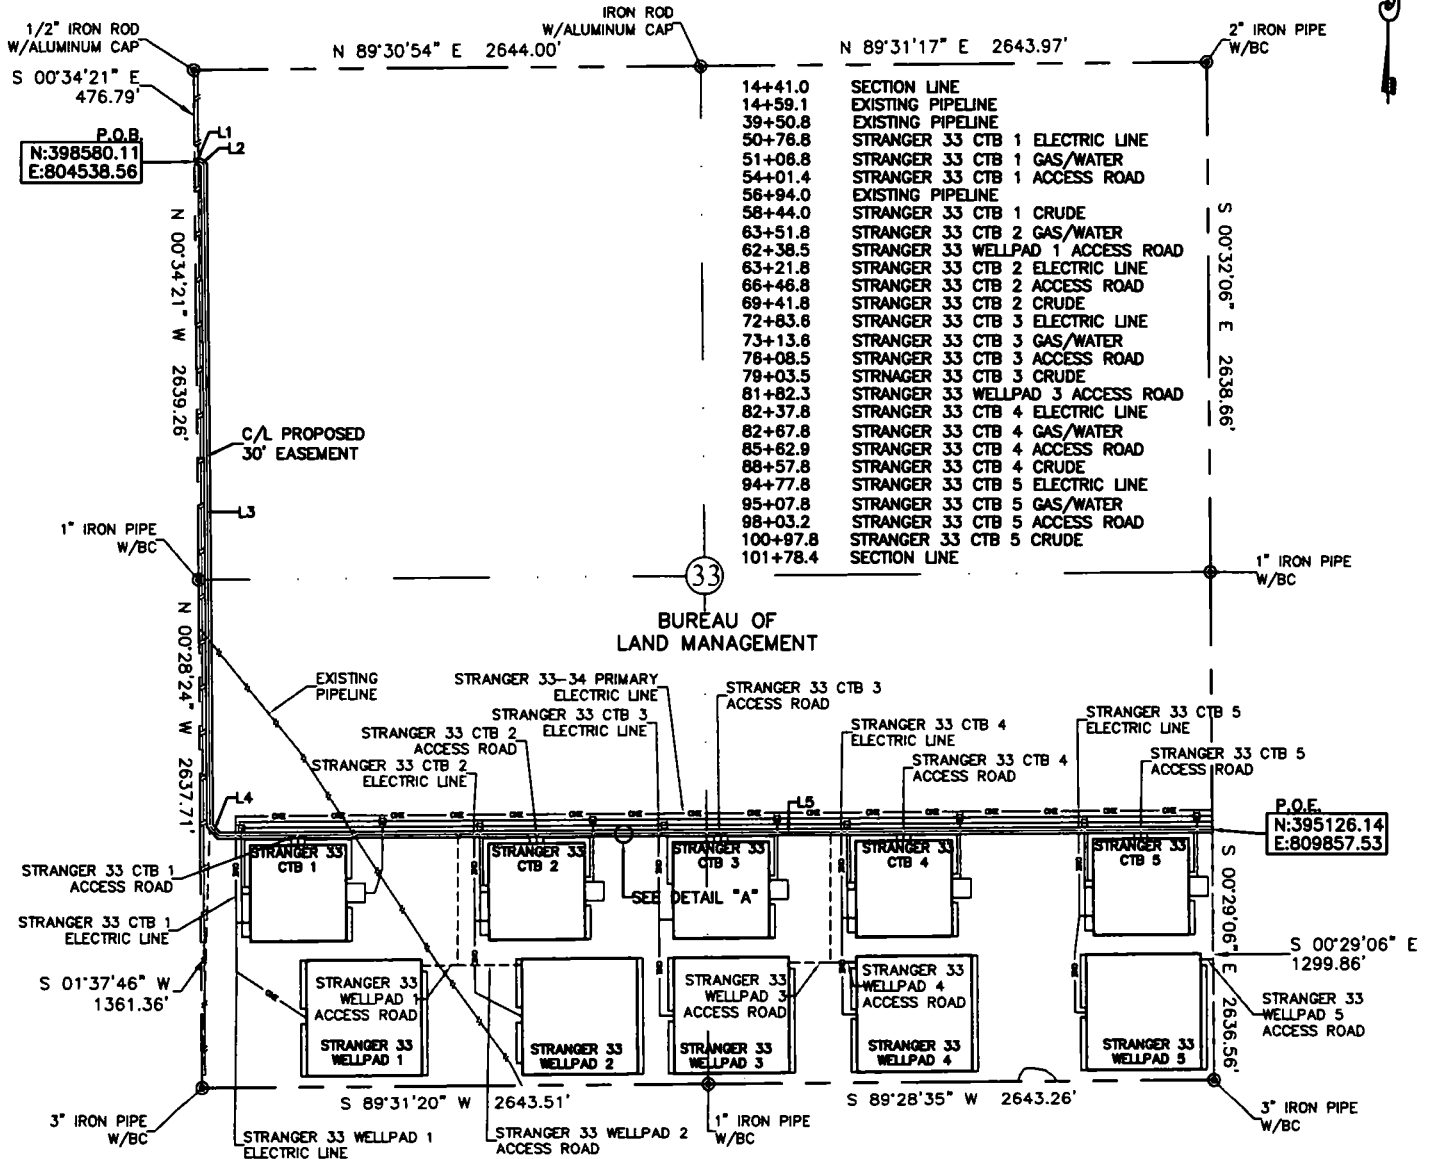 1/2" IRON ROD
W/ALUMINUM CAP
IRON ROD
W/ALUMINUM CAP
2" IRON PIPE
W/BC
N 89°30'54" E 2644.00'
N 89°31'17" E 2643.97'
S 00°34'21" E
476.79'
P.O.B.
N:398580.11
E:804538.56
L1
L2
14+41.0 SECTION LINE
14+59.1 EXISTING PIPELINE
39+50.8 EXISTING PIPELINE
50+76.8 STRANGER 33 CTB 1 ELECTRIC LINE
51+06.8 STRANGER 33 CTB 1 GAS/WATER
54+01.4 STRANGER 33 CTB 1 ACCESS ROAD
56+94.0 EXISTING PIPELINE
58+44.0 STRANGER 33 CTB 1 CRUDE
63+51.8 STRANGER 33 CTB 2 GAS/WATER
62+38.5 STRANGER 33 WELLPAD 1 ACCESS ROAD
63+21.8 STRANGER 33 CTB 2 ELECTRIC LINE
66+46.8 STRANGER 33 CTB 2 ACCESS ROAD
69+41.8 STRANGER 33 CTB 2 CRUDE
72+83.6 STRANGER 33 CTB 3 ELECTRIC LINE
73+13.6 STRANGER 33 CTB 3 GAS/WATER
76+08.5 STRANGER 33 CTB 3 ACCESS ROAD
79+03.5 STRNAGER 33 CTB 3 CRUDE
81+82.3 STRANGER 33 WELLPAD 3 ACCESS ROAD
82+37.8 STRANGER 33 CTB 4 ELECTRIC LINE
82+67.8 STRANGER 33 CTB 4 GAS/WATER
85+62.9 STRANGER 33 CTB 4 ACCESS ROAD
88+57.8 STRANGER 33 CTB 4 CRUDE
94+77.8 STRANGER 33 CTB 5 ELECTRIC LINE
95+07.8 STRANGER 33 CTB 5 GAS/WATER
98+03.2 STRANGER 33 CTB 5 ACCESS ROAD
100+97.8 STRANGER 33 CTB 5 CRUDE
101+78.4 SECTION LINE
N 00°34'21" W 2639.26'
S 00°32'06" E 2638.66'
C/L PROPOSED
30' EASEMENT
L3
1" IRON PIPE
W/BC
33
1" IRON PIPE
W/BC
BUREAU OF
LAND MANAGEMENT
N 00°28'24" W 2637.71'
EXISTING
PIPELINE
STRANGER 33-34 PRIMARY
ELECTRIC LINE
STRANGER 33 CTB 3
ACCESS ROAD
STRANGER 33 CTB 3
ELECTRIC LINE
STRANGER 33 CTB 2
ACCESS ROAD
STRANGER 33 CTB 2
ELECTRIC LINE
STRANGER 33 CTB 4
ELECTRIC LINE
STRANGER 33 CTB 4
ACCESS ROAD
STRANGER 33 CTB 5
ELECTRIC LINE
STRANGER 33 CTB 5
ACCESS ROAD
L4
L5
P.O.E.
N:395126.14
E:809857.53
OHE OHE OHE OHE OHE OHE OHE OHE OHE OHE OHE
STRANGER 33
CTB 1
STRANGER 33
CTB 2
STRANGER 33
CTB 3
STRANGER 33
CTB 4
STRANGER 33
CTB 5
STRANGER 33 CTB 1
ACCESS ROAD
STRANGER 33 CTB 1
ELECTRIC LINE
SEE DETAIL "A"
S 00°29'06" E 2636.56'
S 00°29'06" E
1299.86'
S 01°37'46" W
1361.36'
STRANGER 33
WELLPAD 1
ACCESS ROAD
STRANGER 33
WELLPAD 3
ACCESS ROAD
STRANGER 33
WELLPAD 4
ACCESS ROAD
STRANGER 33
WELLPAD 5
ACCESS ROAD
STRANGER 33
WELLPAD 1
STRANGER 33
WELLPAD 2
STRANGER 33
WELLPAD 3
STRANGER 33
WELLPAD 4
STRANGER 33
WELLPAD 5
S 89°31'20" W 2643.51'
S 89°28'35" W 2643.26'
3" IRON PIPE
W/BC
STRANGER 33 WELLPAD 1
ELECTRIC LINE
STRANGER 33 WELLPAD 2
ACCESS ROAD
1" IRON PIPE
W/BC
3" IRON PIPE
W/BC